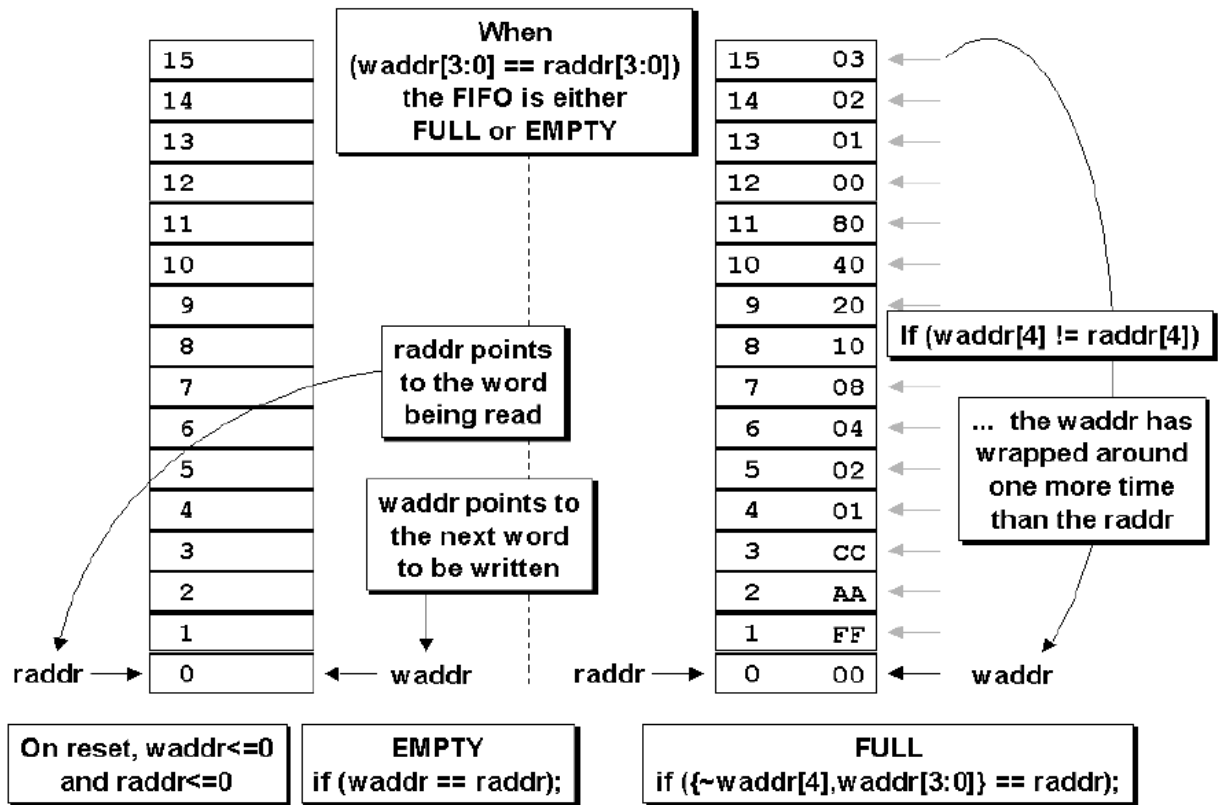 When
(waddr[3:0] == raddr[3:0])
the FIFO is either
FULL or EMPTY
15
14
13
12
11
10
9
8
7
6
5
4
3
2
1
0
raddr points
to the word
being read
waddr points to
the next word
to be written
raddr
waddr
15 03
14 02
13 01
12 00
11 80
10 40
9 20
8 10
7 08
6 04
5 02
4 01
3 CC
2 AA
1 FF
0 00
If (waddr[4] != raddr[4])
... the waddr has
wrapped around
one more time
than the raddr
raddr
waddr
On reset, waddr<=0
and raddr<=0
EMPTY
if (waddr == raddr);
FULL
if ({~waddr[4],waddr[3:0]} == raddr);